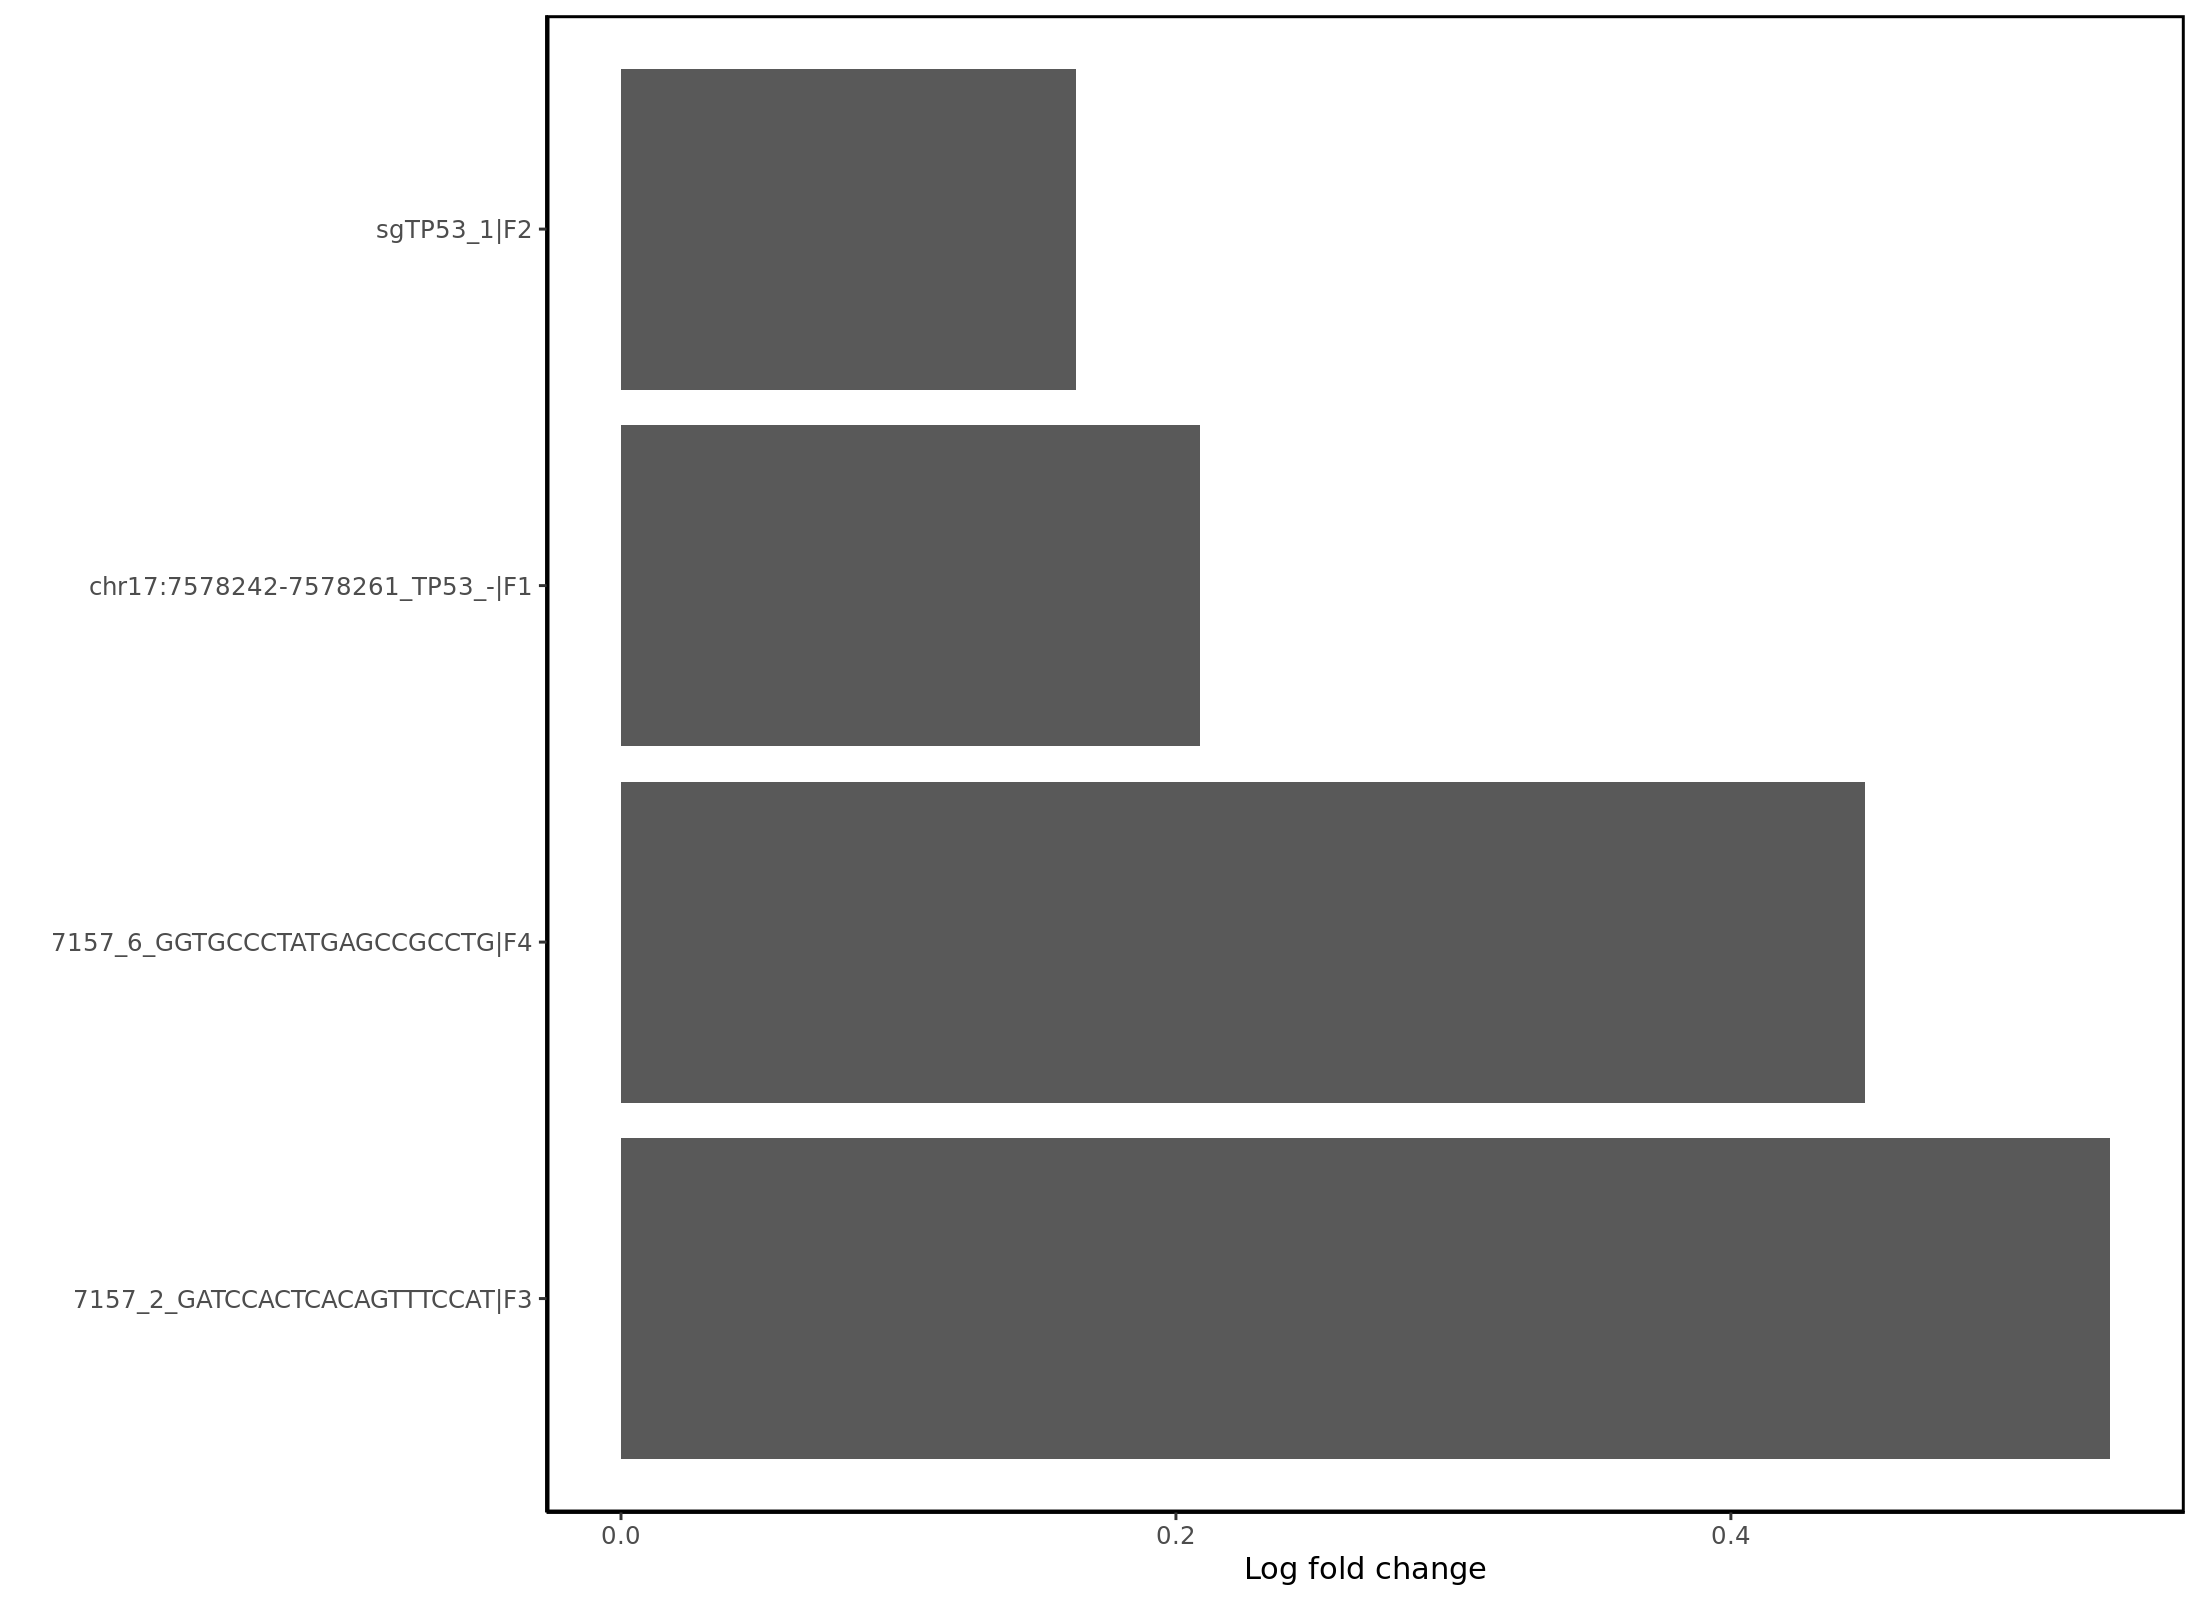 sgTP53_1|F2
chr17:7578242-7578261_TP53_-|F1
7157_6_GGTGCCCTATGAGCCGCCTG|F4
7157_2_GATCCACTCACAGTTTCCAT|F3
0.0 0.2 0.4
Log fold change